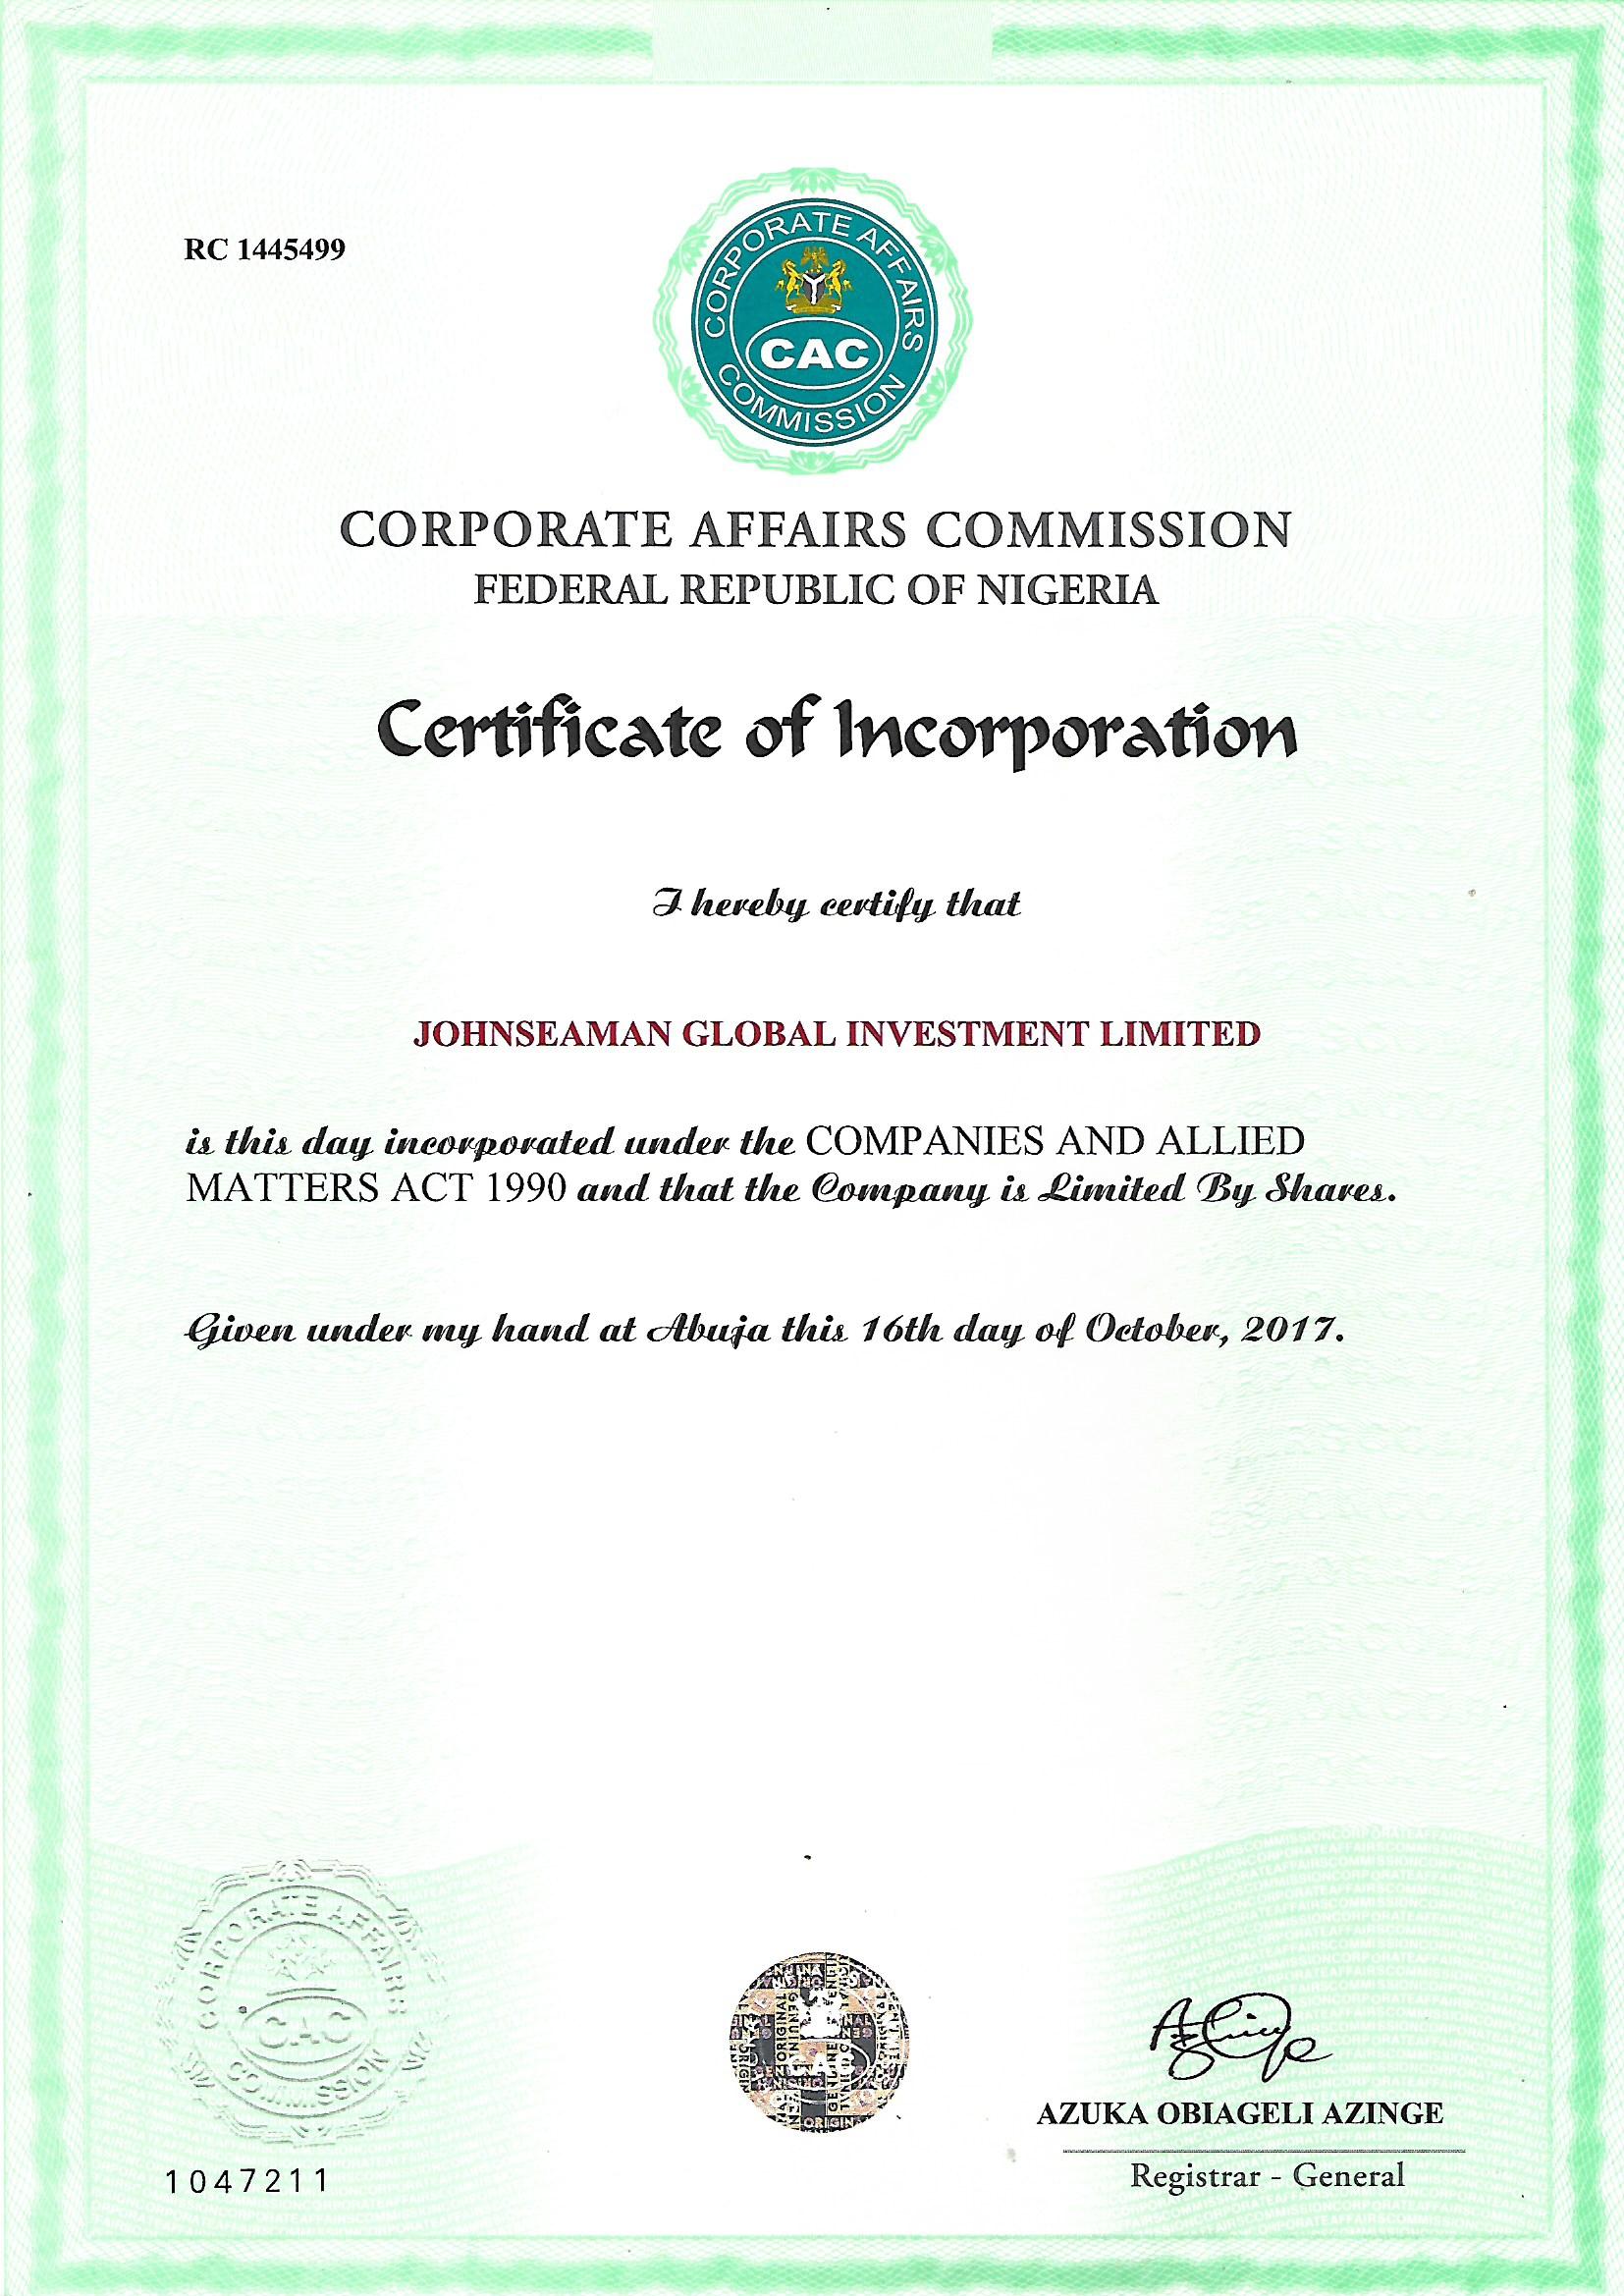 RC 1445499
CORPORATE AFFAIRS COMMISSION
CAC
CORPORATE AFFAIRS COMMISSION
FEDERAL REPUBLIC OF NIGERIA
Certificate of Incorporation
I hereby certify that
JOHNSEAMAN GLOBAL INVESTMENT LIMITED
is this day incorporated under the COMPANIES AND ALLIED
MATTERS ACT 1990 and that the Company is Limited By Shares.
Given under my hand at Abuja this 16th day of October, 2017.
CORPORATE AFFAIRS COMMISSION
CAC
ORIGINAL
GENUINE
AZUKA OBIAGELI AZINGE
Registrar - General
1047211